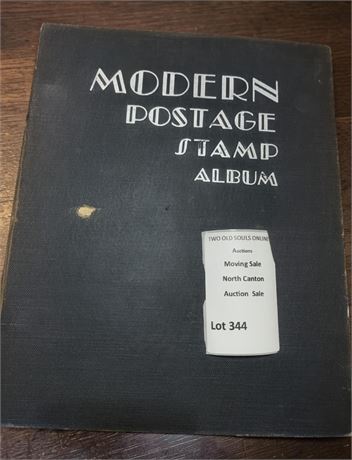 MODERN
POSTAGE
STAMP
ALBUM
TWO OLD SOULS ONLINE
Auctions
Moving Sale
North Canton
Auction Sale
Lot 344